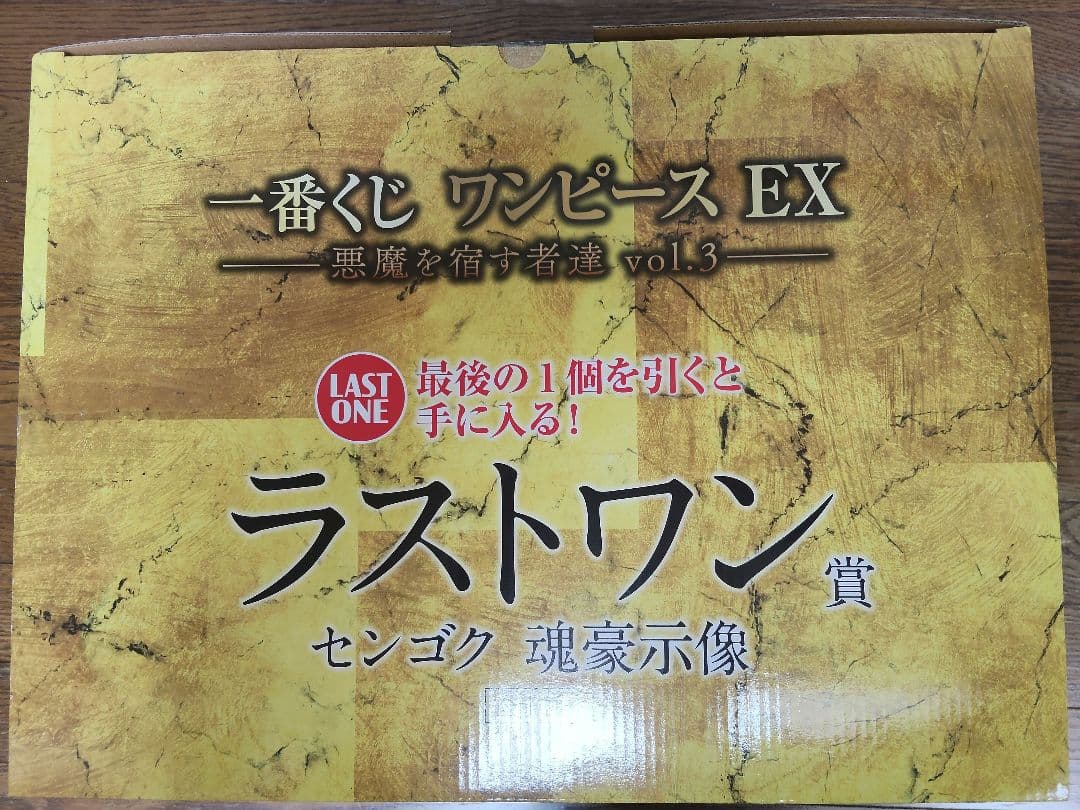 一番くじ ワンピース EX
悪魔を宿す者達 vol.3
LAST
ONE
最後の1個を引くと
手に入る!
ラストワン賞
センゴク 魂豪示像